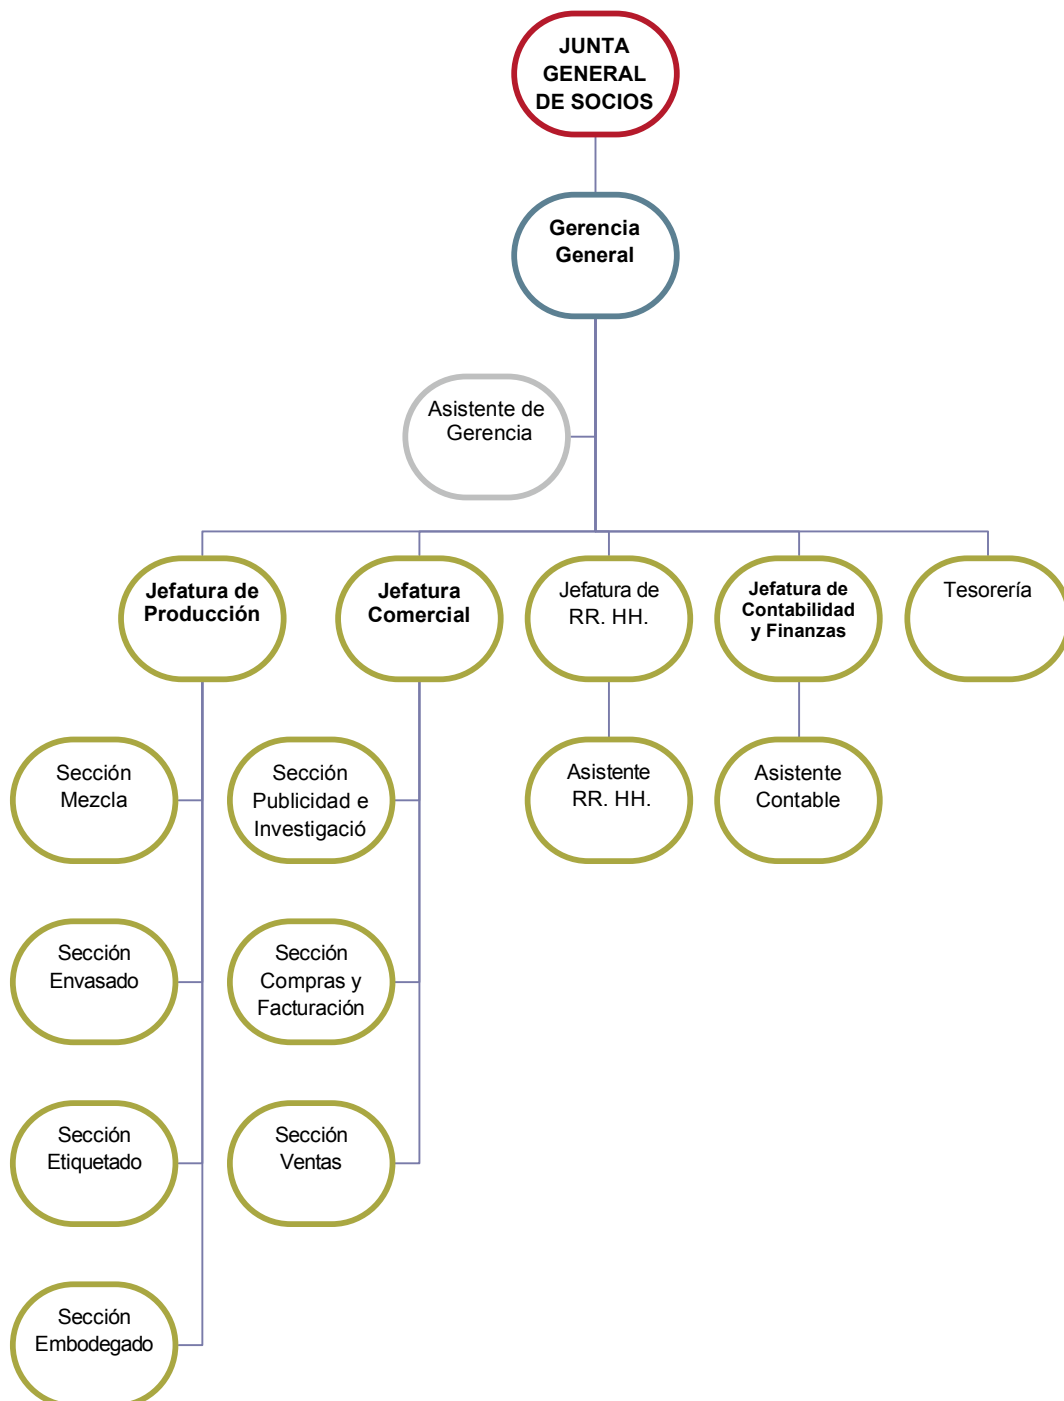 JUNTA
GENERAL
DE SOCIOS
Gerencia
General
Asistente de
Gerencia
Jefatura de
Producción
Jefatura
Comercial
Jefatura de
RR. HH.
Jefatura de
Contabilidad
y Finanzas
Tesorería
Sección
Mezcla
Sección
Publicidad e
Investigació
Asistente
RR. HH.
Asistente
Contable
Sección
Envasado
Sección
Compras y
Facturación
Sección
Etiquetado
Sección
Ventas
Sección
Embodegado